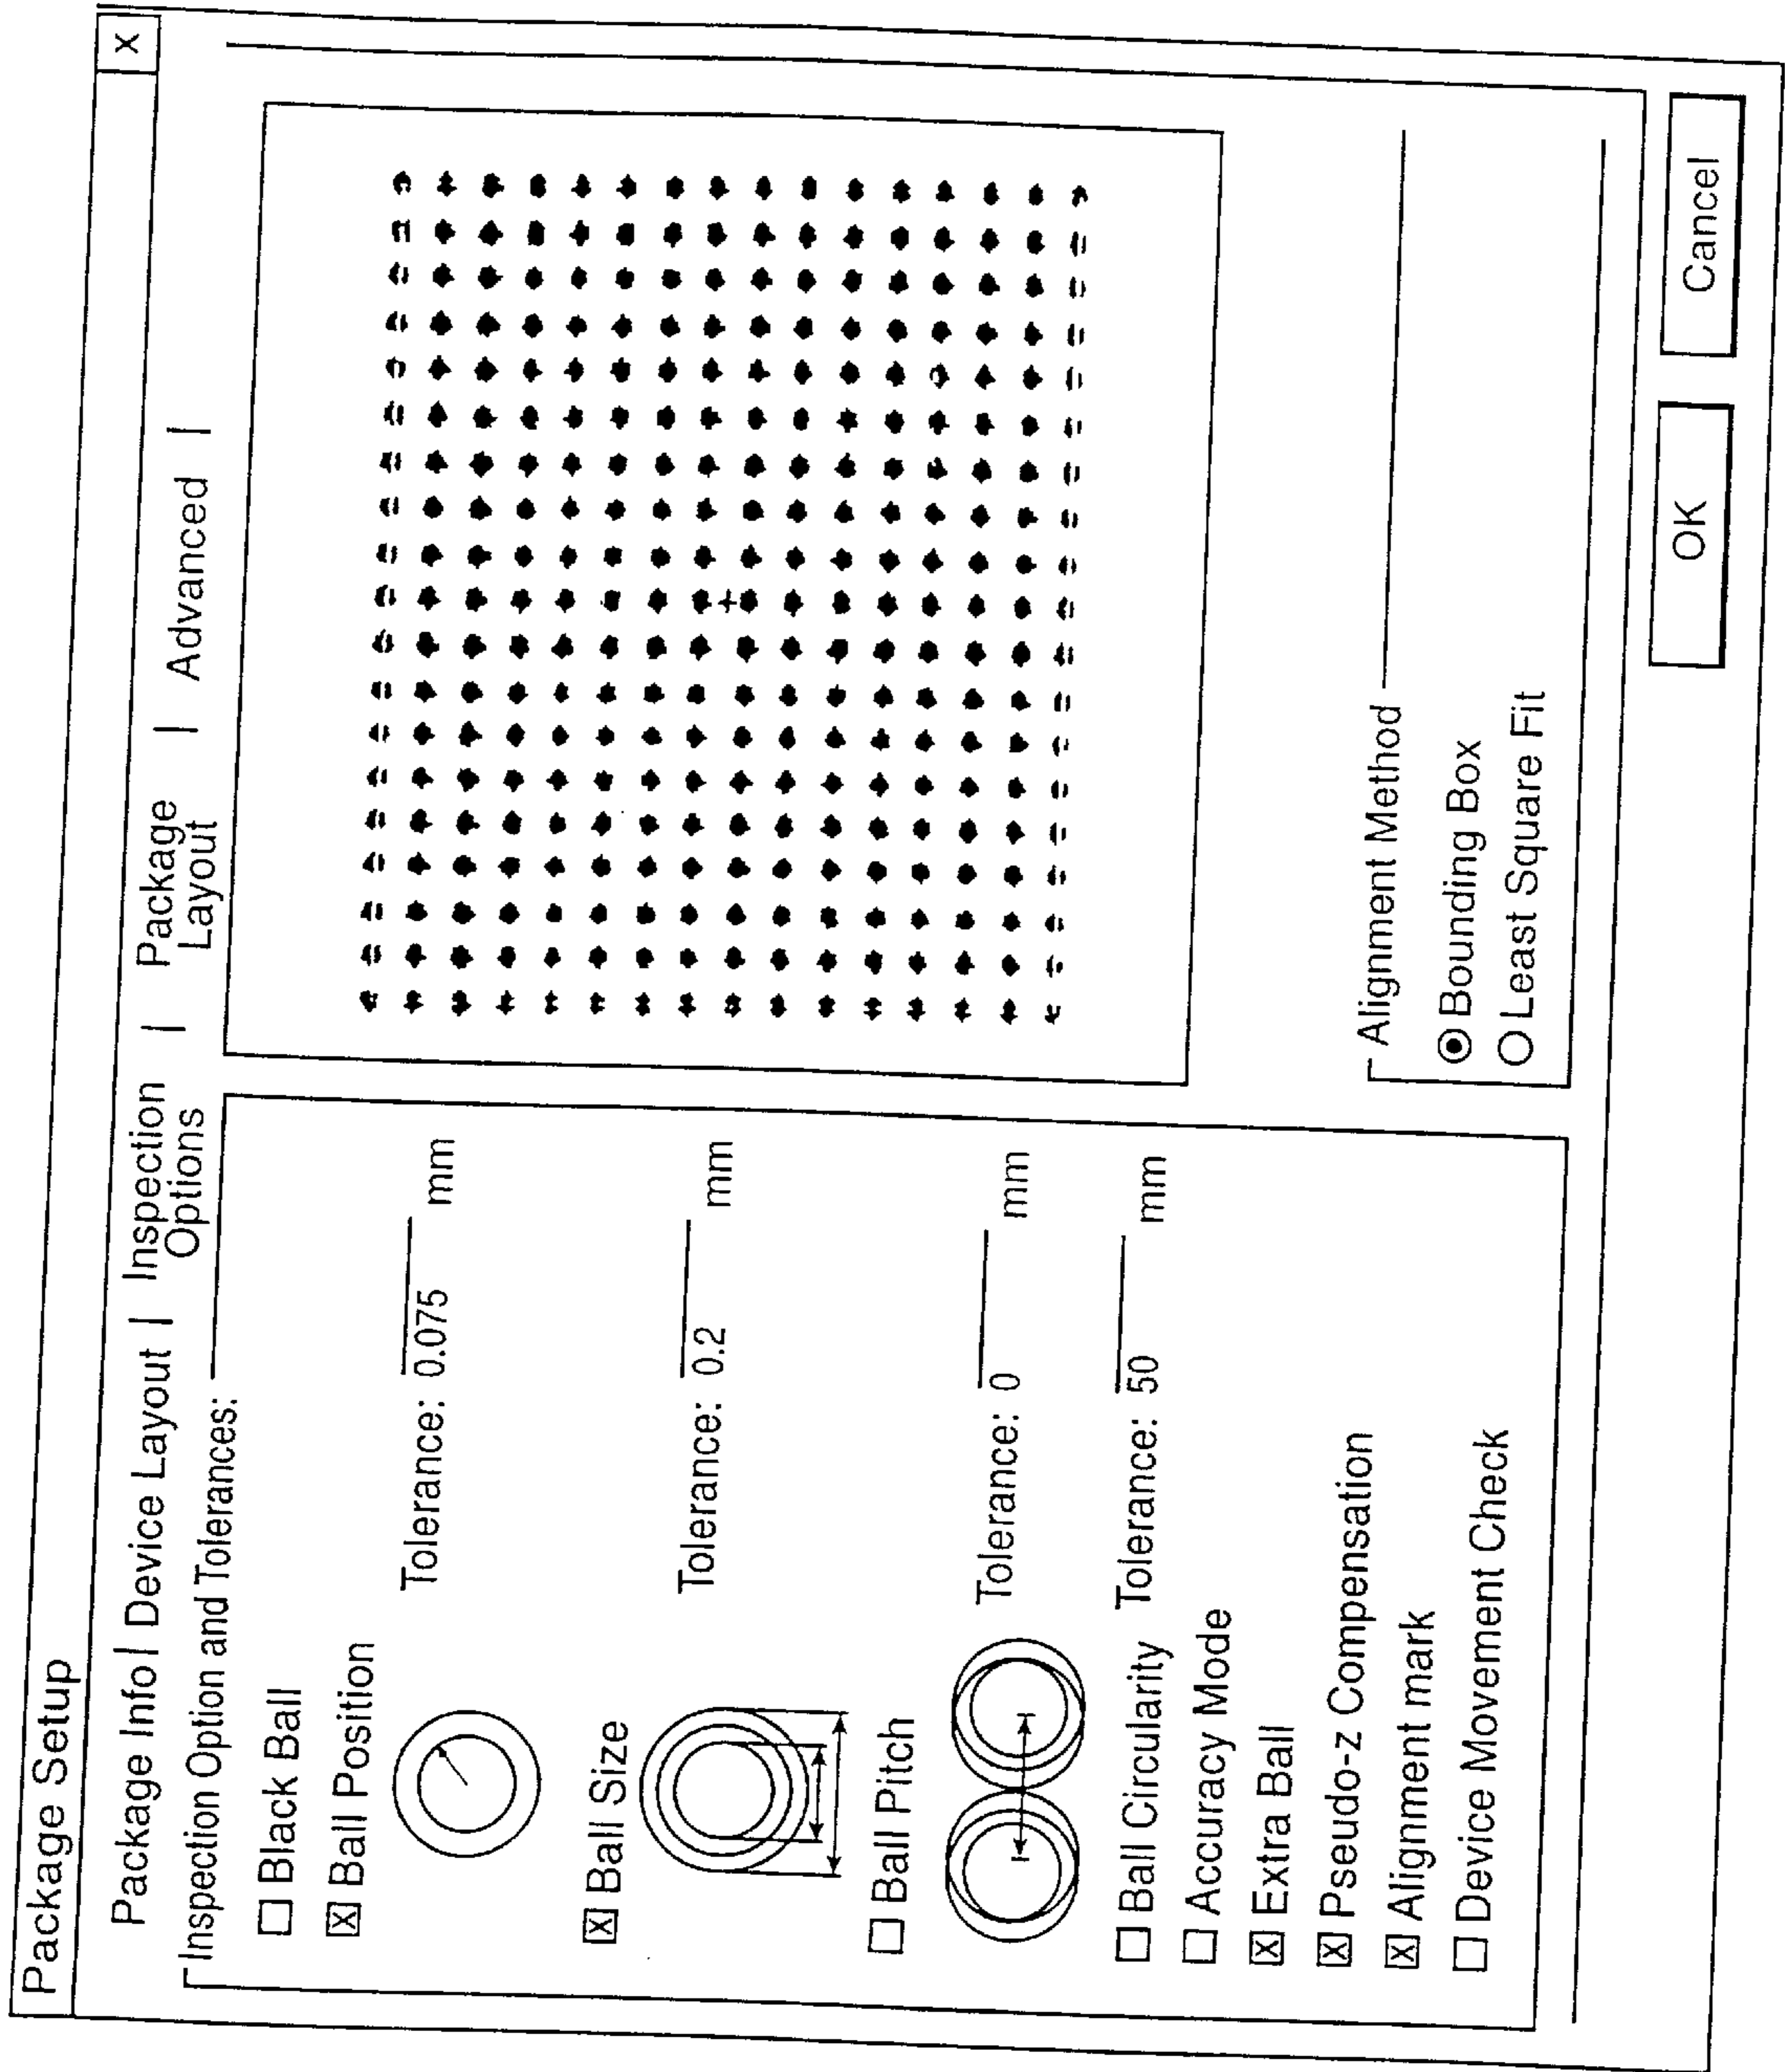 Package Setup
X
Package Info | Device Layout | Inspection Options | Package Layout | Advanced |
Inspection Option and Tolerances:
Black Ball
X Ball Position
Tolerance: 0.075 mm
X Ball Size
Tolerance: 0.2 mm
Ball Pitch
Tolerance: 0 mm
Ball Circularity Tolerance: 50 mm
Accuracy Mode
X Extra Ball
X Pseudo-z Compensation
X Alignment mark
Device Movement Check
Alignment Method
Bounding Box
Least Square Fit
OK
Cancel